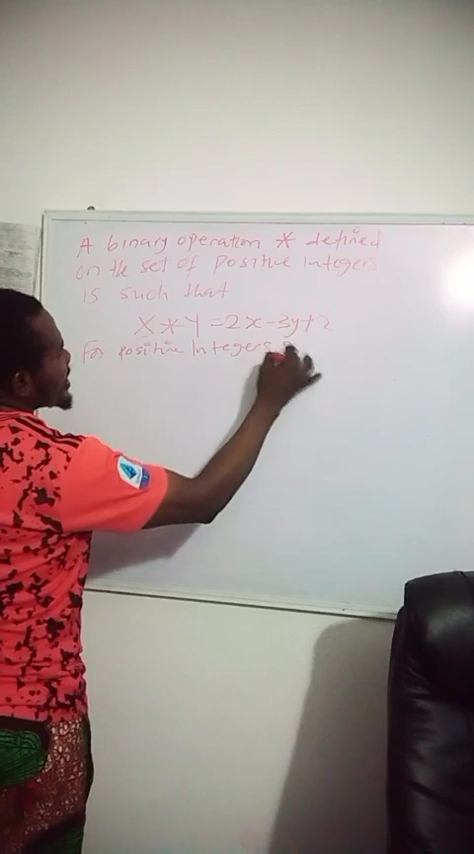 A binary operation * defined
on the set of positive integers
is such that
X * Y = 2x-3y+2
For positive Integers